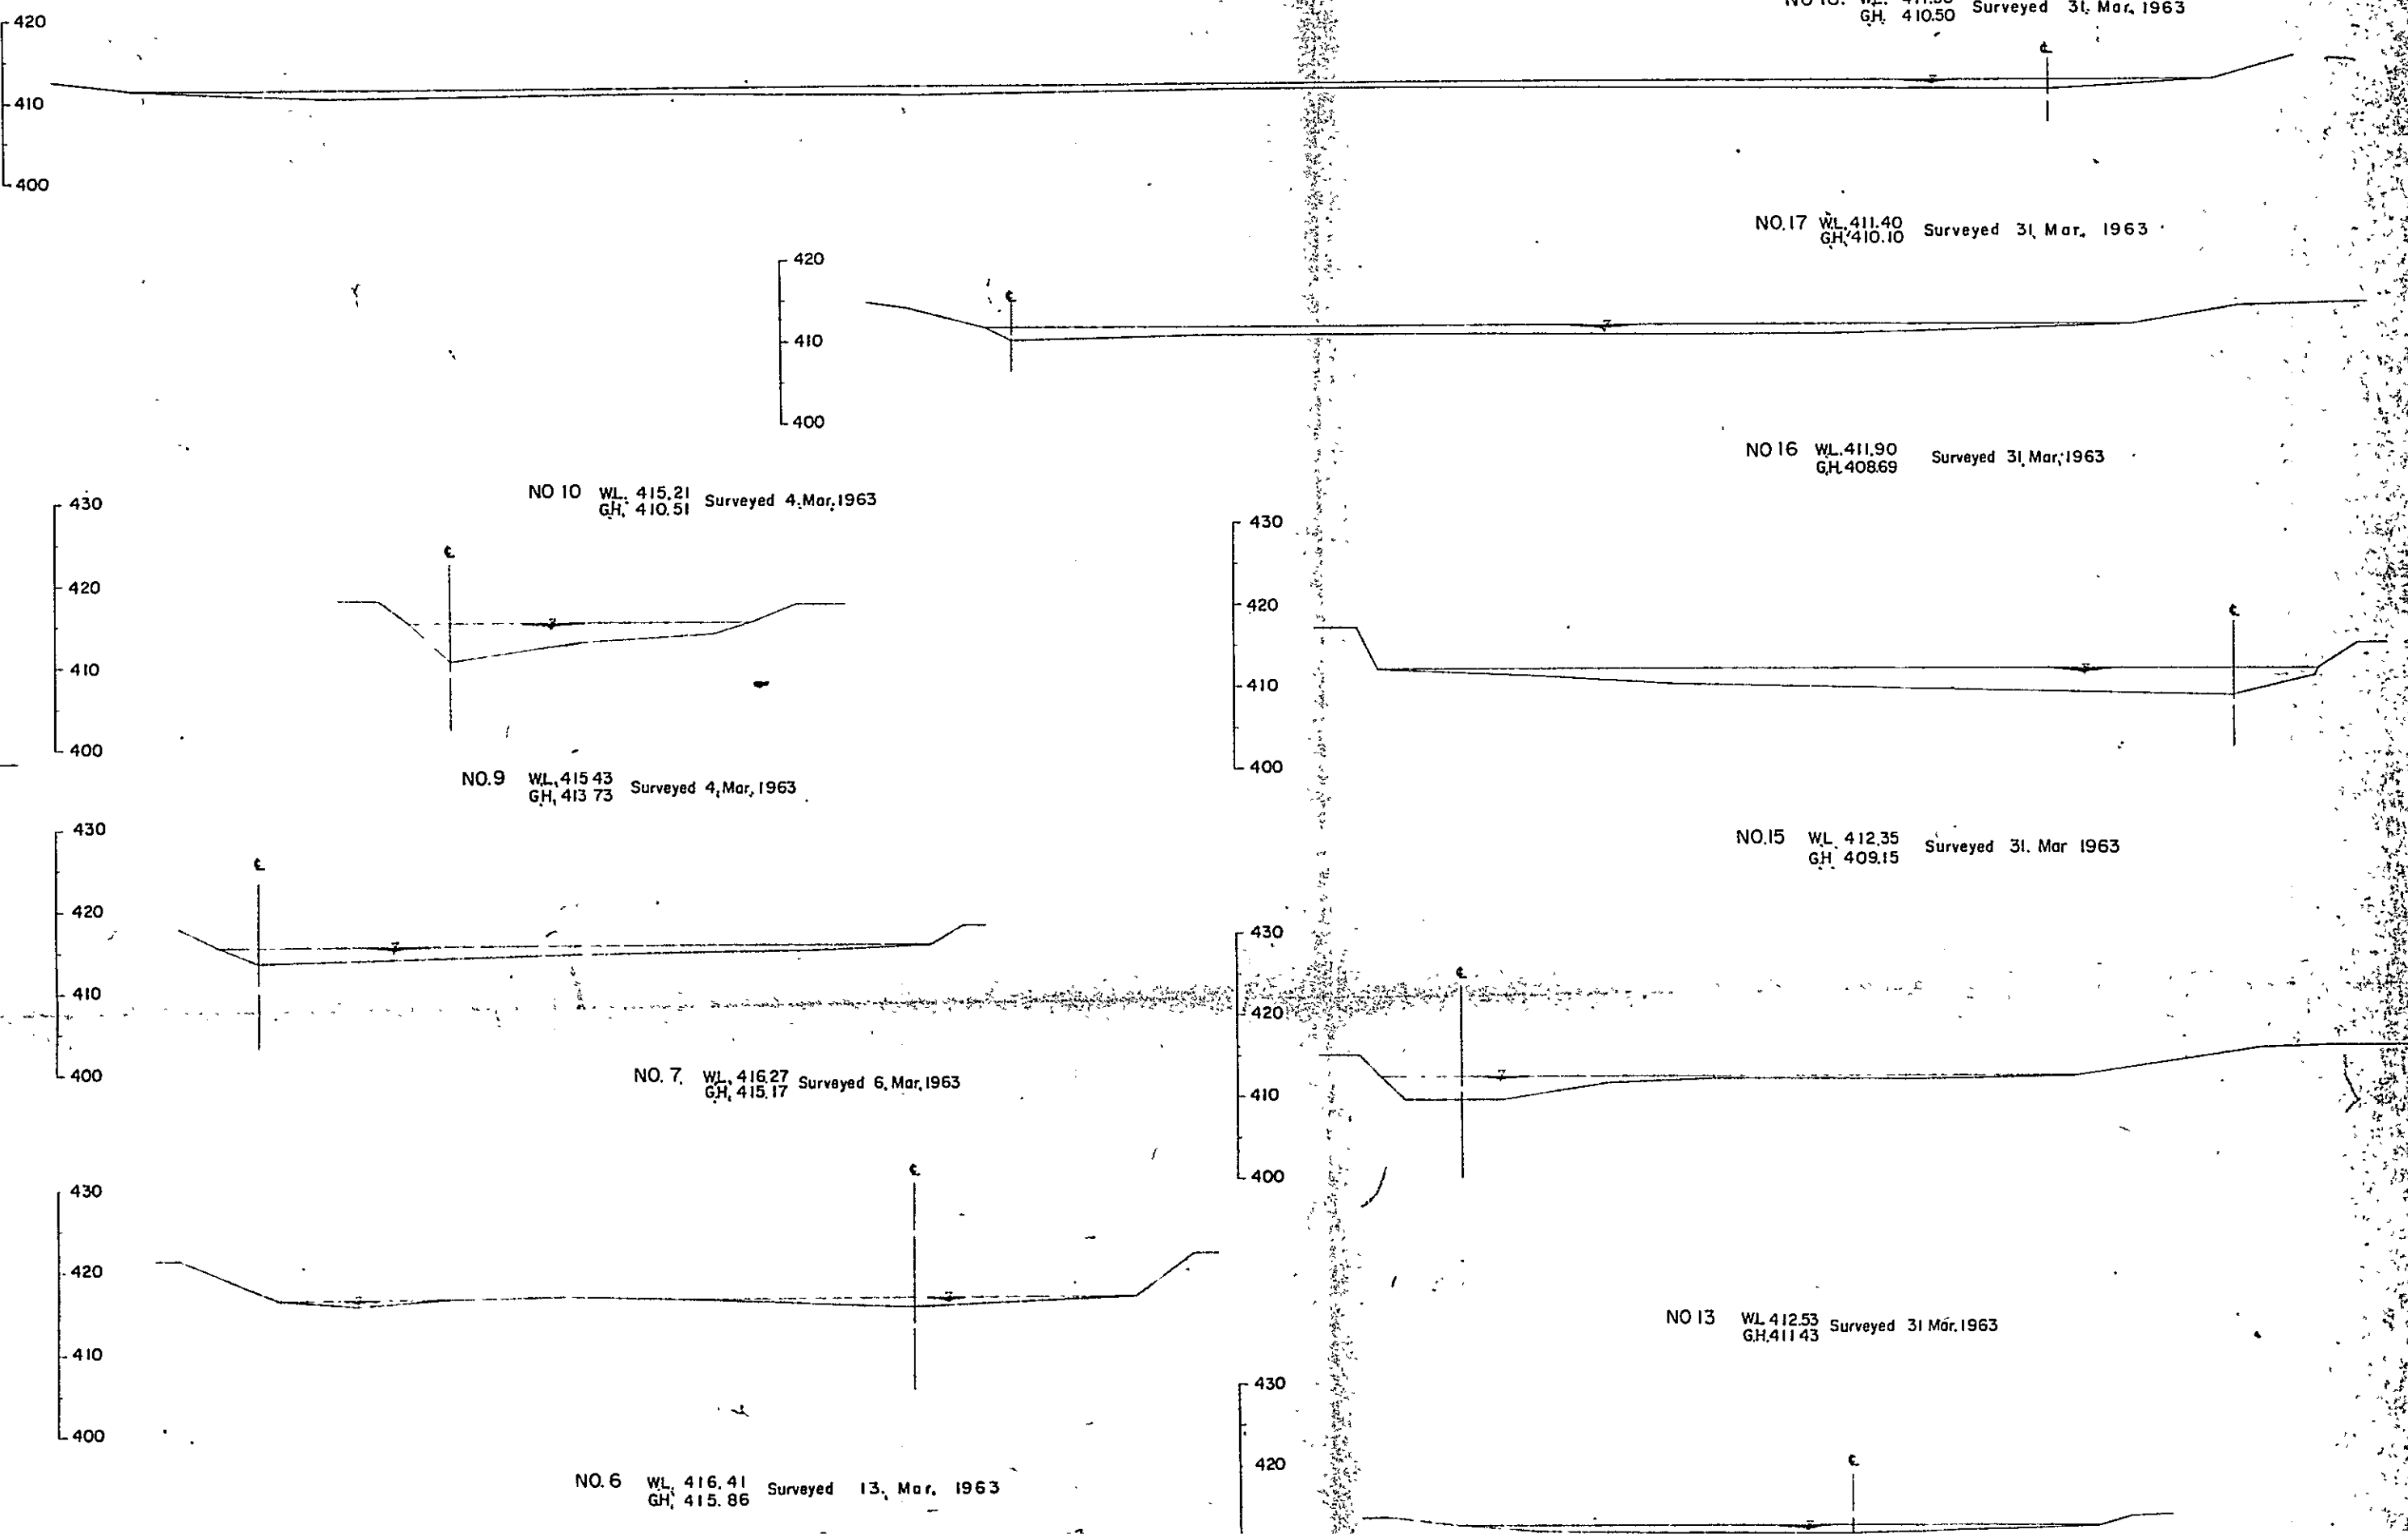 GH. 410.50 Surveyed 31. Mar. 1963
420
410
400
℄
NO. 17 W.L. 411.40 Surveyed 31. Mar. 1963
G.H. 410.10
420
410
400
℄
NO 10 W.L. 415.21 Surveyed 4. Mar. 1963
G.H. 410.51
430
420
410
400
℄
NO 16 W.L. 411.90 Surveyed 31. Mar. 1963
G.H. 408.69
430
420
410
400
℄
NO. 9 W.L. 415 43 Surveyed 4. Mar. 1963
G.H. 413 73
430
420
410
400
℄
NO. 15 W.L. 412.35 Surveyed 31. Mar 1963
G.H. 409.15
430
420
410
400
℄
NO. 7. W.L. 416.27 Surveyed 6. Mar. 1963
G.H. 415.17
430
420
410
400
℄
NO 13 W.L. 412.53 Surveyed 31 Mar. 1963
G.H. 411 43
430
420
℄
NO. 6 W.L. 416.41 Surveyed 13. Mar. 1963
G.H. 415.86